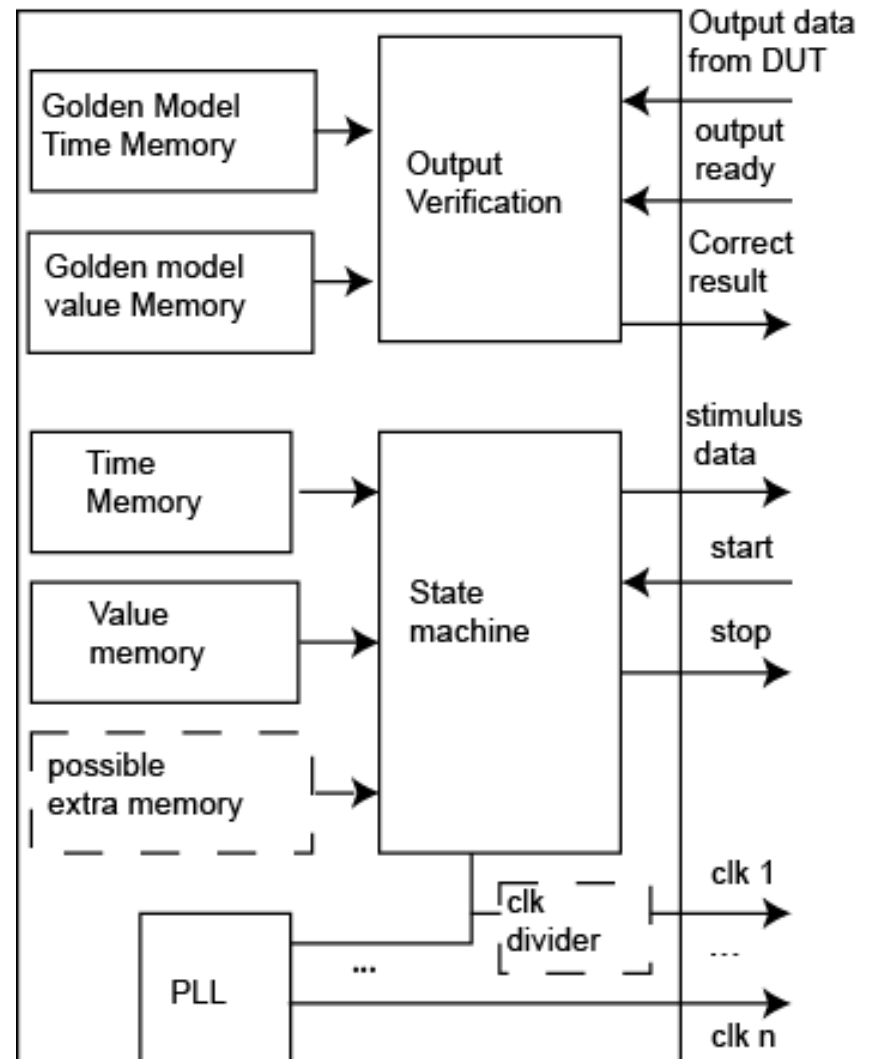 Output data
from DUT
Golden Model
Time Memory
output
ready
Output
Verification
Golden model
value Memory
Correct
result
stimulus
data
Time
Memory
start
State
machine
Value
memory
stop
possible
extra memory
clk 1
clk
divider
...
...
PLL
clk n